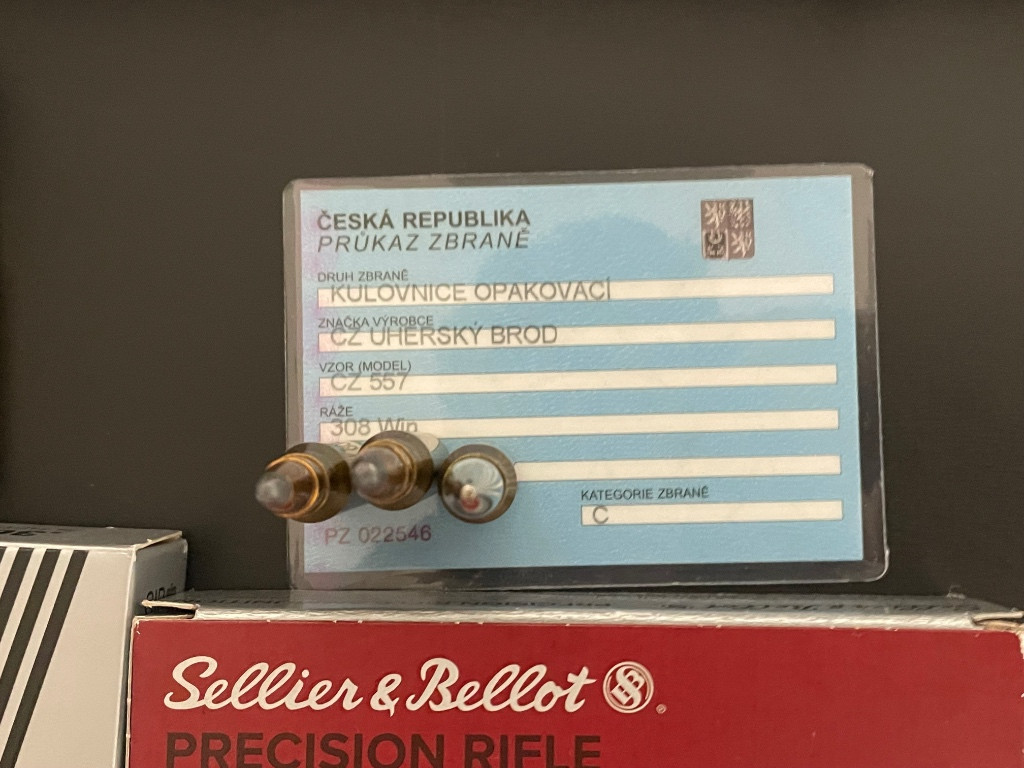 ČESKÁ REPUBLIKA
PRŮKAZ ZBRANĚ
DRUH ZBRANĚ
KULOVNICE OPAKOVACÍ
ZNAČKA VÝROBCE
CZ UHERSKÝ BROD
VZOR (MODEL)
CZ 557
RÁŽE
308 Win
KATEGORIE ZBRANĚ
C
PZ 022546
Sellier & Bellot ®
PRECISION RIFLE